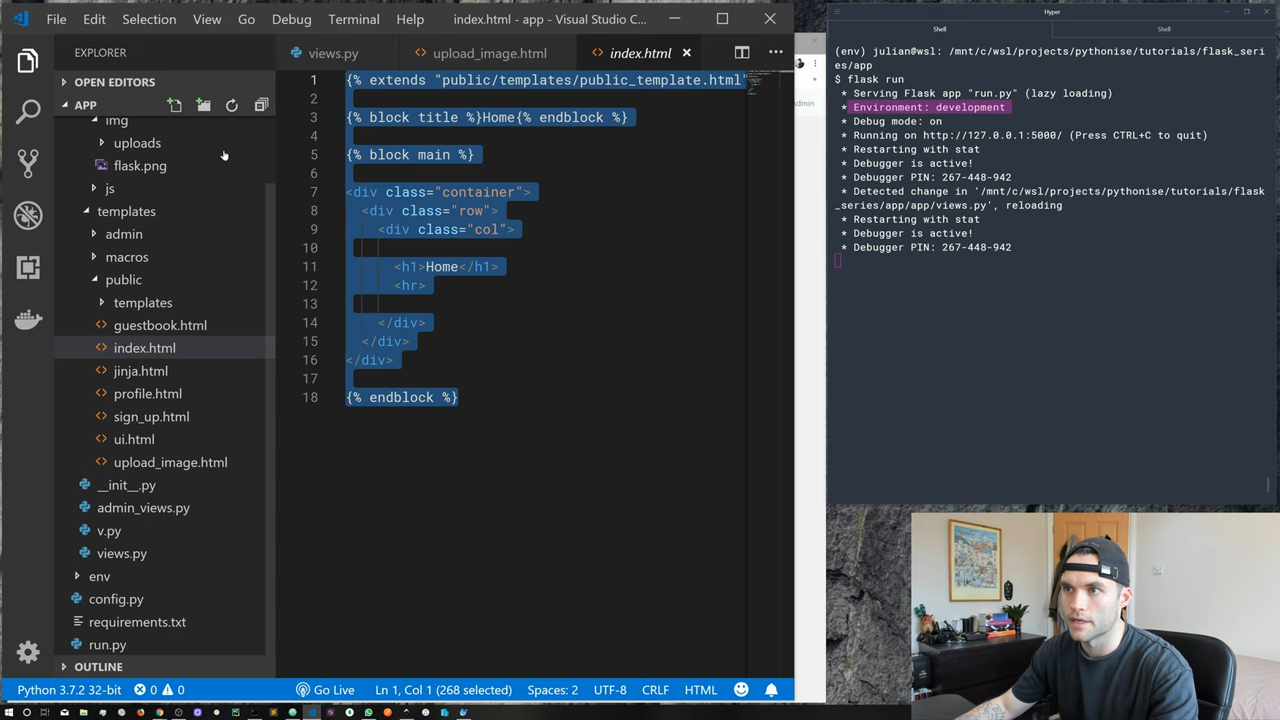 File Edit Selection View Go Debug Terminal Help index.html - app - Visual Studio C...
views.py upload_image.html index.html
OPEN EDITORS
APP
img
uploads
flask.png
js
templates
admin
macros
public
templates
guestbook.html
index.html
jinja.html
profile.html
sign_up.html
ui.html
upload_image.html
__init__.py
admin_views.py
v.py
views.py
env
config.py
requirements.txt
run.py
OUTLINE
1 extends "public/templates/public_template.html"
2
3 lock title %}Home{% endblock %}
4
5 {% block main %}
6
7 <div class="container">
8 <div class="row">
9 <div class="col">
10
11 <h1>Home</h1>
12 <hr>
13
14 </div>
15 </div>
16 </div>
17
18 {% endblock %}
Python 3.7.2 32-bit 0 0 Go Live Ln 1, Col 1 (268 selected) Spaces: 2 UTF-8 CRLF HTML
dmin
Hyper
Shell Shell
(env) julian@wsl: /mnt/c/wsl/projects/pythonise/tutorials/flask_seri
es/app
$ flask run
* Serving Flask app "run.py" (lazy loading)
* Environment: development
* Debug mode: on
* Running on http://127.0.0.1:5000/ (Press CTRL+C to quit)
* Restarting with stat
* Debugger is active!
* Debugger PIN: 267-448-942
* Detected change in '/mnt/c/wsl/projects/pythonise/tutorials/flask
_series/app/app/views.py', reloading
* Restarting with stat
* Debugger is active!
* Debugger PIN: 267-448-942